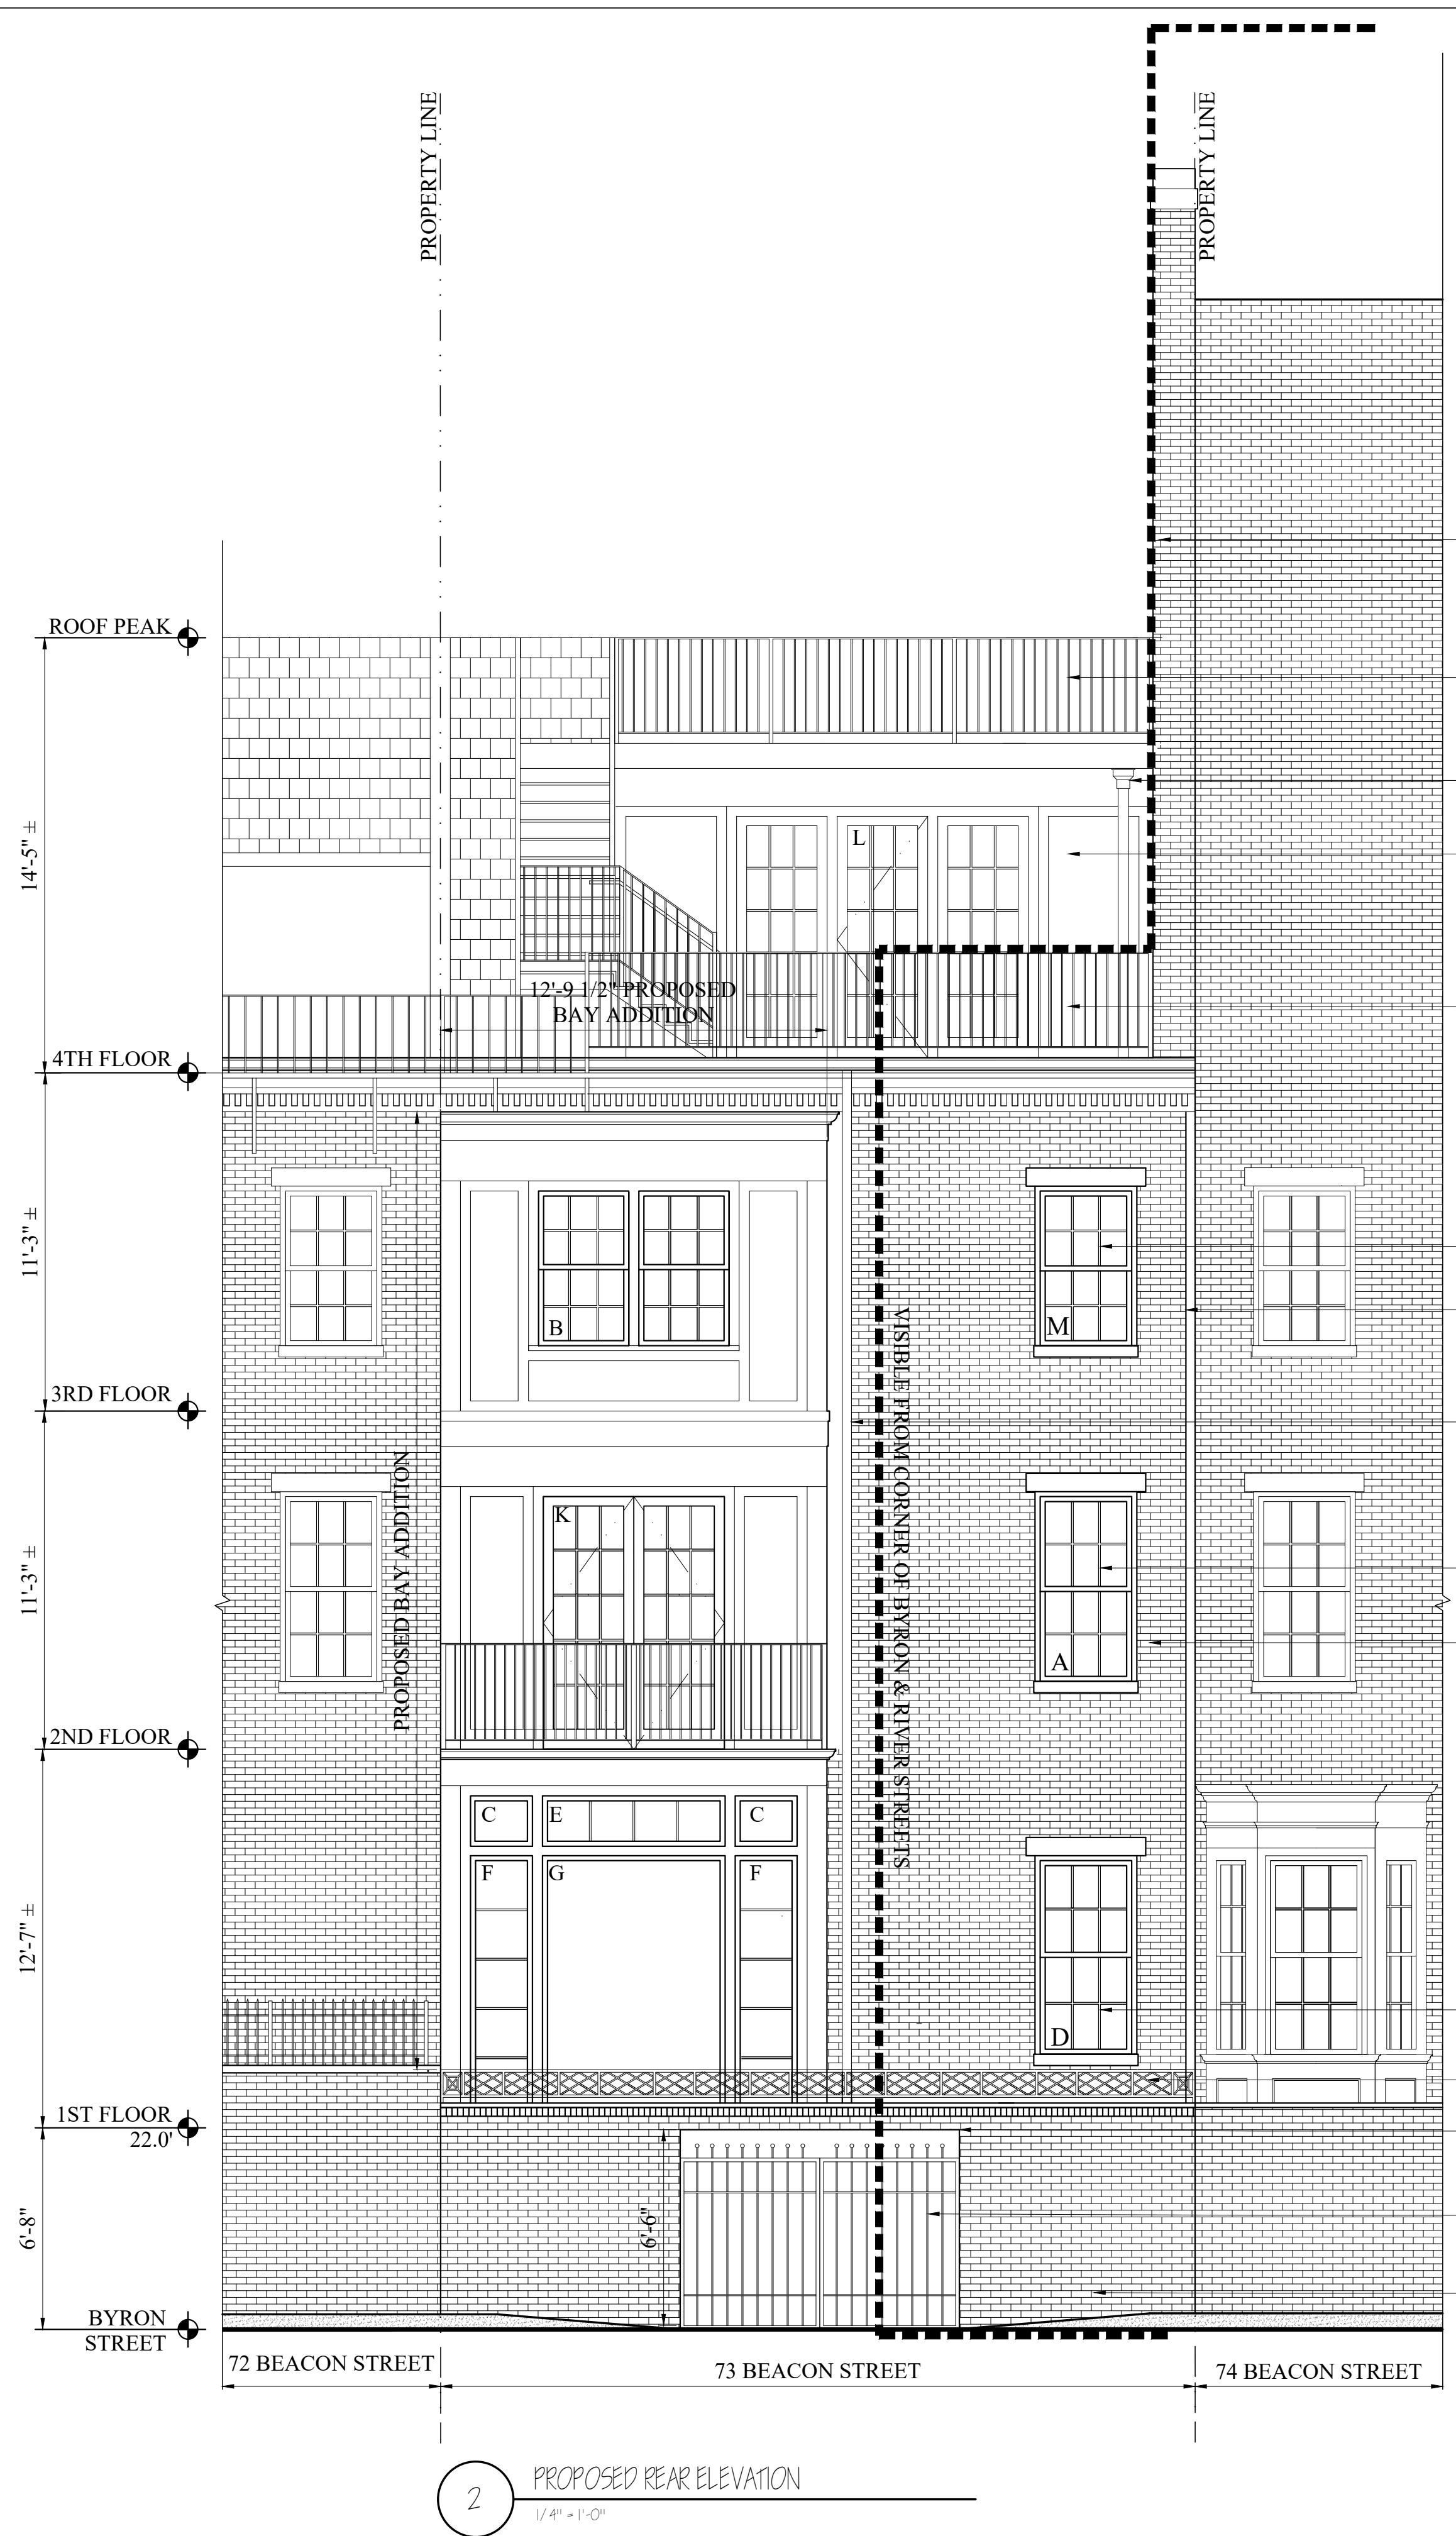 PROPERTY LINE
PROPERTY LINE
ROOF PEAK
14'-5" ±
L
12'-9 1/2" PROPOSED
BAY ADDITION
4TH FLOOR
11'-3" ±
B
M
3RD FLOOR
VISIBLE FROM CORNER OF BYRON & RIVER STREETS
PROPOSED BAY ADDITION
11'-3" ±
K
A
2ND FLOOR
C
E
C
F
G
F
12'-7" ±
D
1ST FLOOR
22.0'
6'-8"
6'-6"
BYRON
STREET
72 BEACON STREET
73 BEACON STREET
74 BEACON STREET
2
PROPOSED REAR ELEVATION
1/4" = 1'-0"